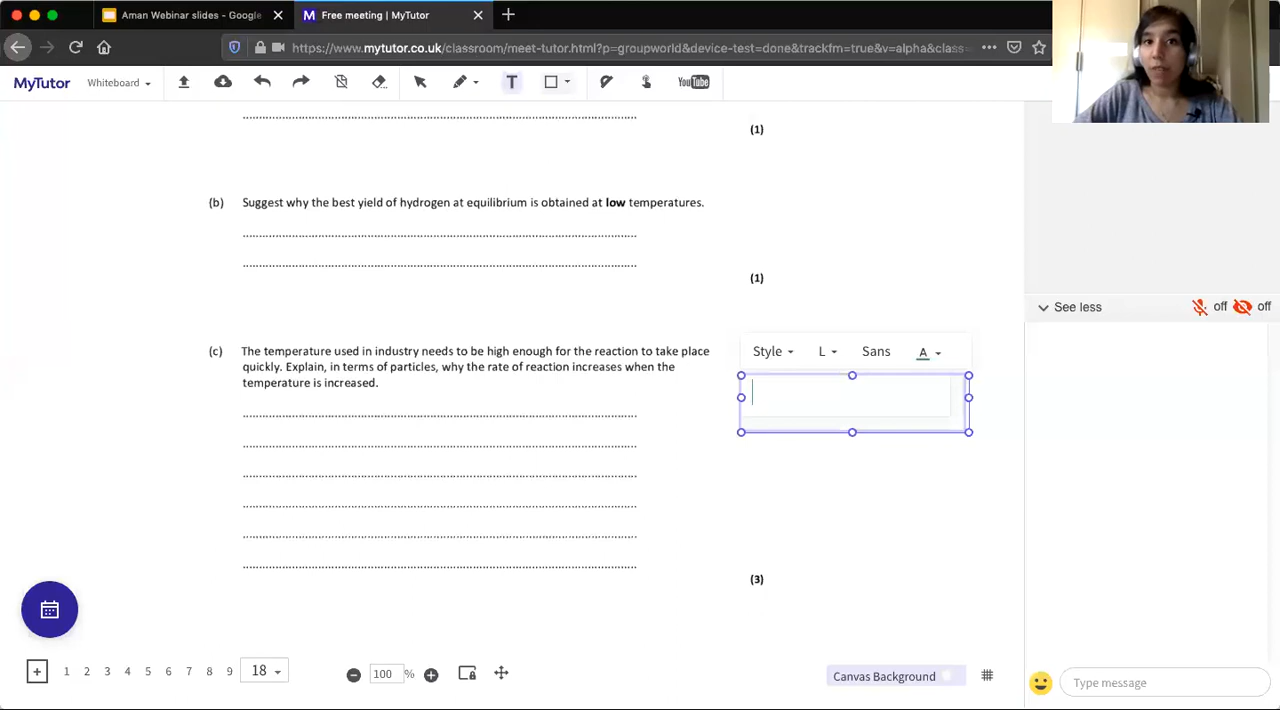 Aman Webinar slides - Google
Free meeting | MyTutor
https://www.mytutor.co.uk/classroom/meet-tutor.html?p=groupworld&device-test=done&trackfm=true&v=alpha&class=
MyTutor
Whiteboard
T
YouTube
(1)
(b) Suggest why the best yield of hydrogen at equilibrium is obtained at low temperatures.
(1)
See less
off
off
(c) The temperature used in industry needs to be high enough for the reaction to take place
quickly. Explain, in terms of particles, why the rate of reaction increases when the
temperature is increased.
Style
L
Sans
A
(3)
+ 1 2 3 4 5 6 7 8 9 18
100 %
Canvas Background
Type message